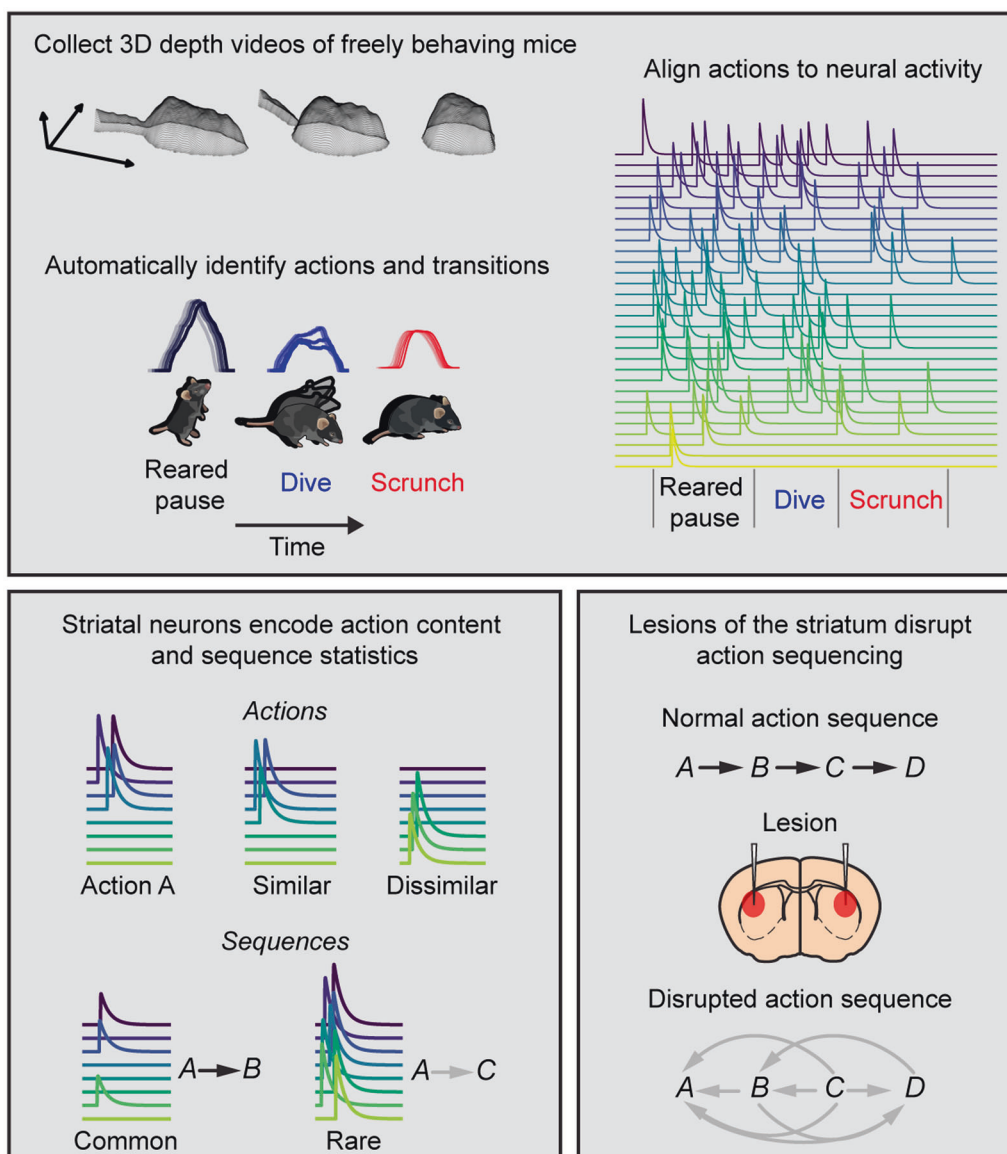 Collect 3D depth videos of freely behaving mice
Automatically identify actions and transitions
Reared
pause
Dive
Scrunch
Time
Align actions to neural activity
Reared
pause
Dive
Scrunch
Striatal neurons encode action content
and sequence statistics
Actions
Action A
Similar
Dissimilar
Sequences
A B
Common
A C
Rare
Lesions of the striatum disrupt
action sequencing
Normal action sequence
A B C D
Lesion
Disrupted action sequence
A B C D